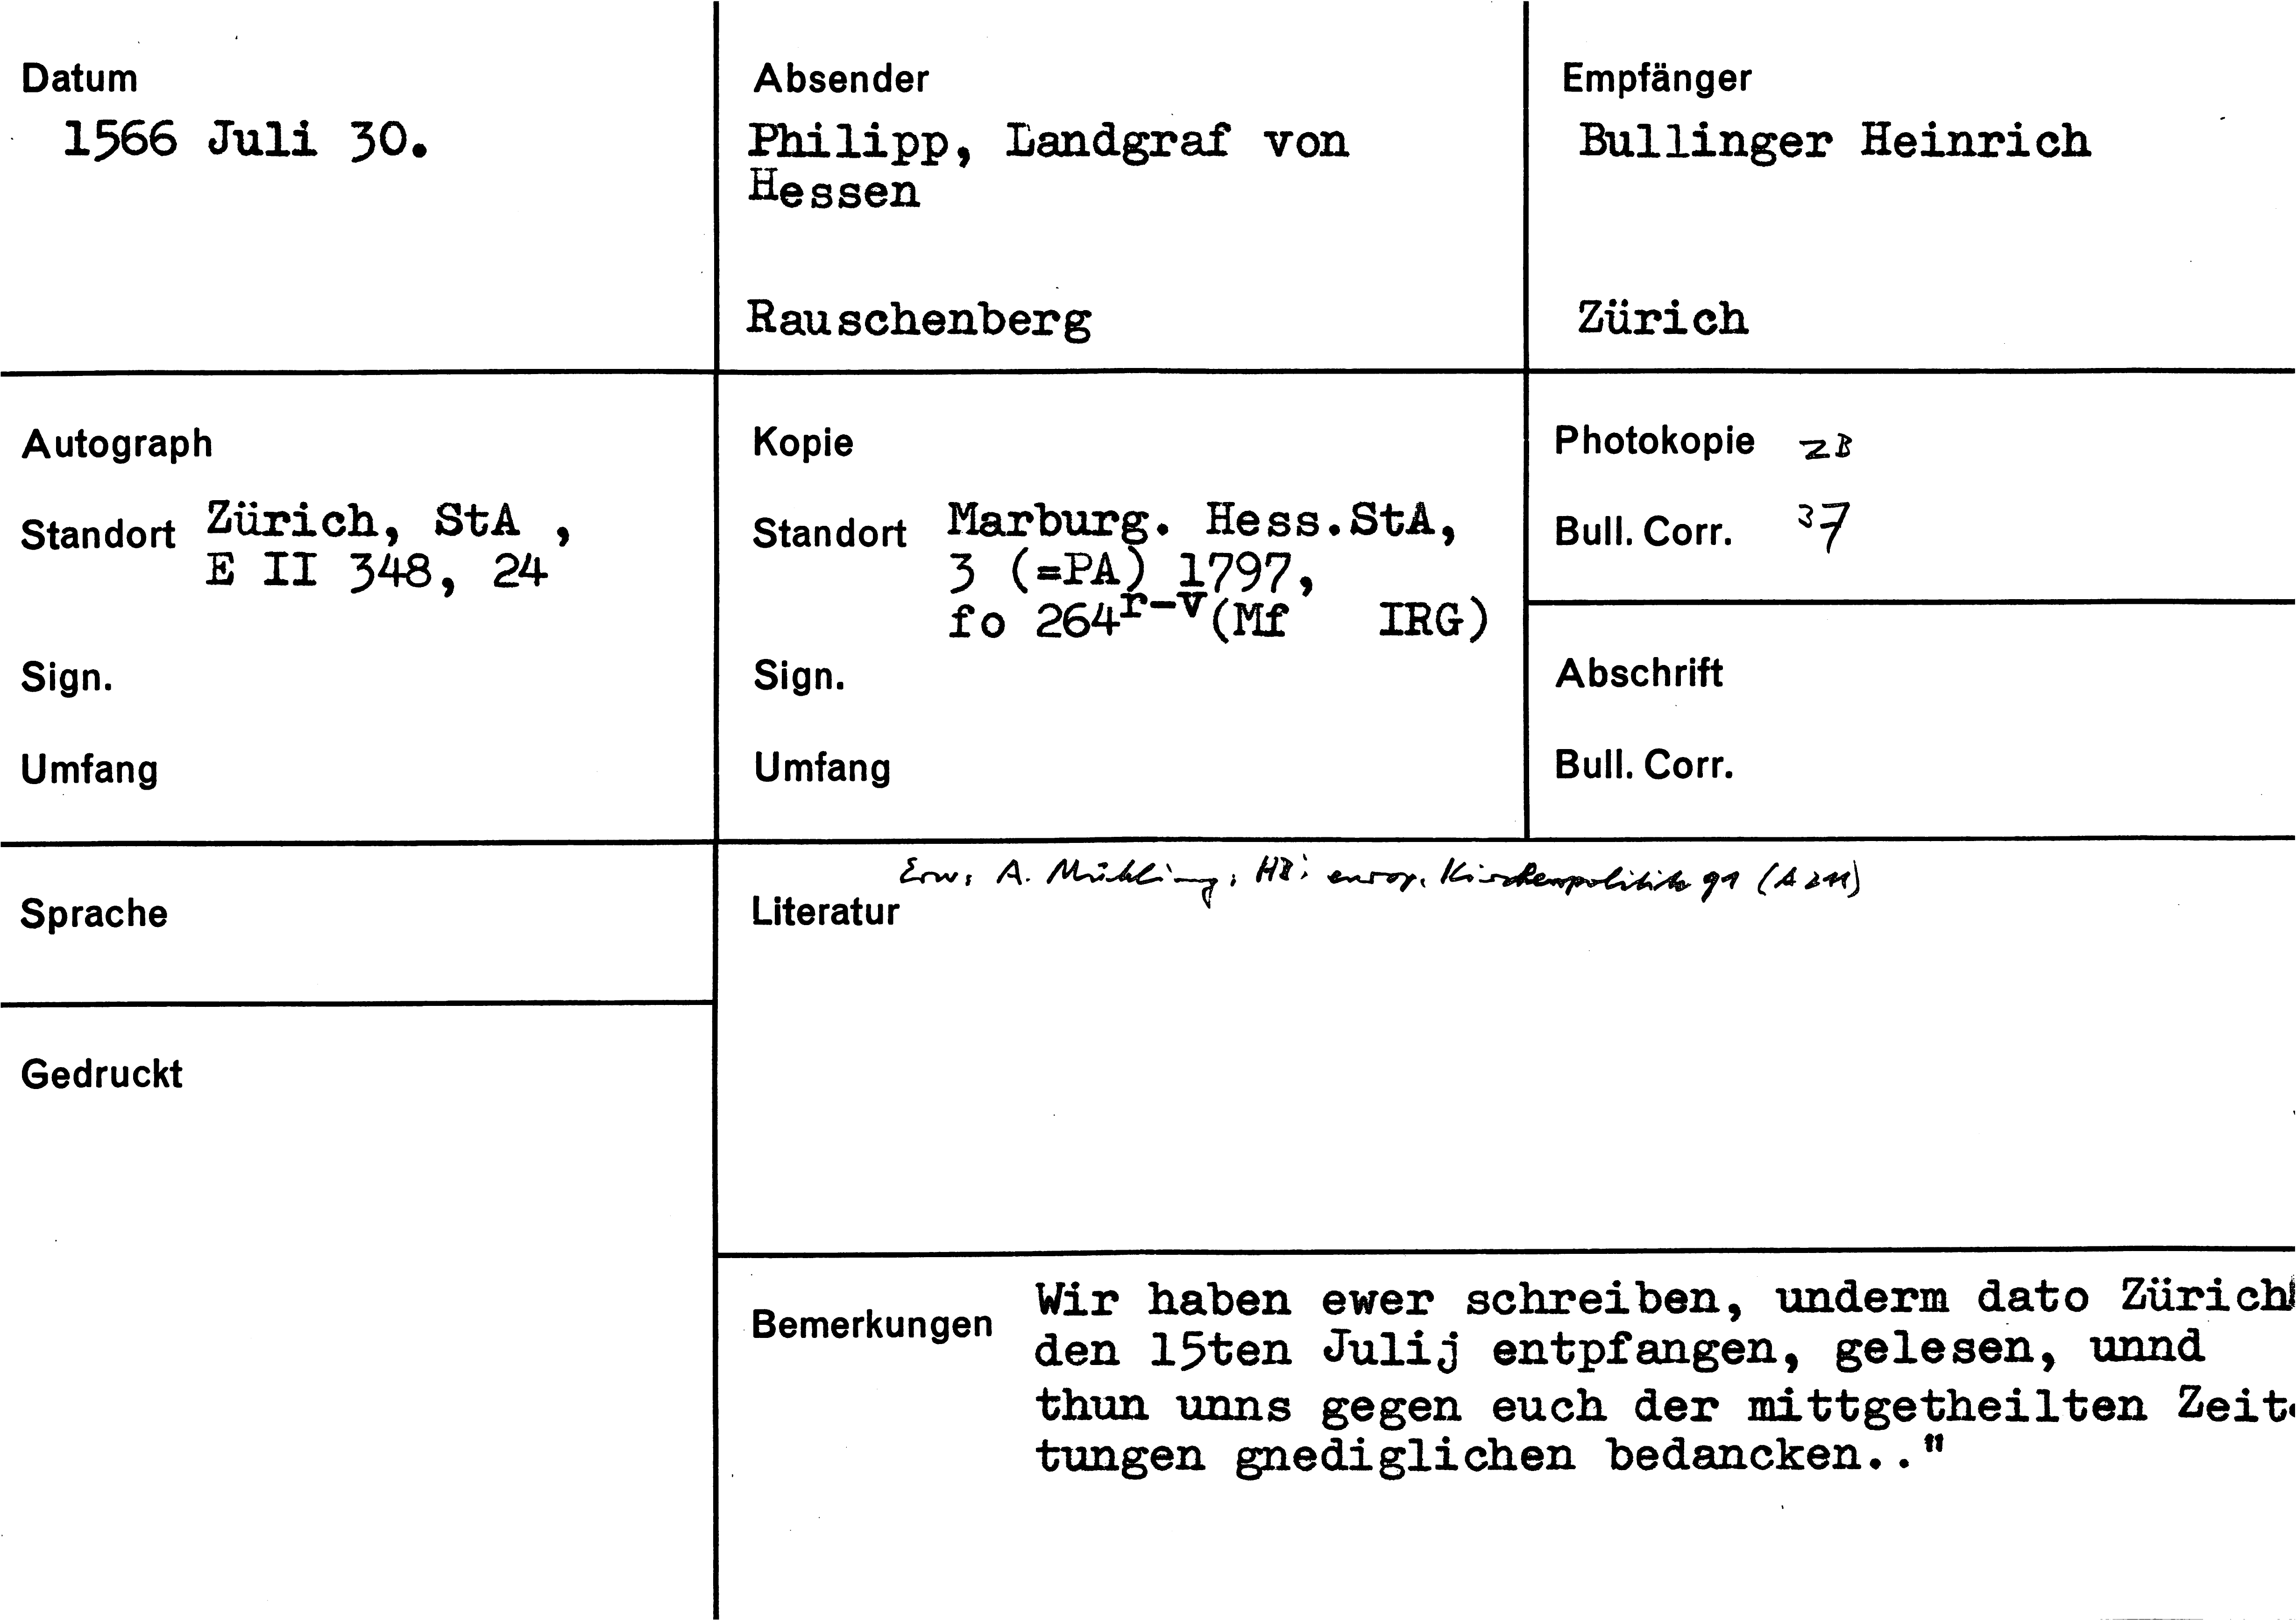 Datum
1566 Juli 30.
Absender
Philipp, Landgraf von
Hessen
Rauschenberg
Empfänger
Bullinger Heinrich
Zürich
Autograph
Standort Zürich, StA ,
E II 348, 24
Sign.
Umfang
Kopie
Standort Marburg. Hess.StA,
3 (=PA) 1797,
fo 264r-v(Mf IRG)
Sign.
Umfang
Photokopie ZB
Bull. Corr. 37
Abschrift
Bull. Corr.
Sprache
Gedruckt
Erw: A. Mühling, HB: europ. Kirchenpolitik 91 (A 211)
Literatur
Bemerkungen Wir haben ewer schreiben, underm dato Zürich
den 15ten Julij entpfangen, gelesen, unnd
thun unns gegen euch der mittgetheilten Zeit
tungen gnediglichen bedancken.."